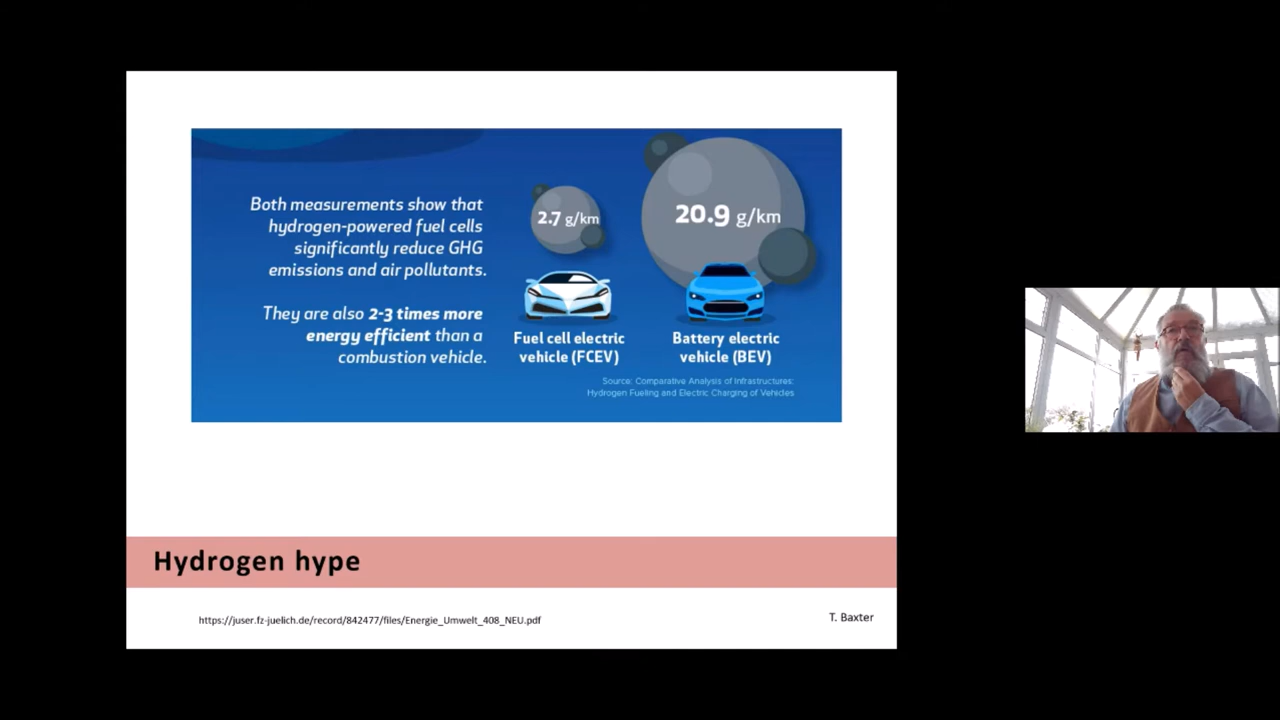 Both measurements show that
hydrogen-powered fuel cells
significantly reduce GHG
emissions and air pollutants.
They are also 2-3 times more
energy efficient than a
combustion vehicle.
2.7 g/km
20.9 g/km
Fuel cell electric
vehicle (FCEV)
Battery electric
vehicle (BEV)
Source: Comparative Analysis of Infrastructures:
Hydrogen Fueling and Electric Charging of Vehicles
Hydrogen hype
https://juser.fz-juelich.de/record/842477/files/Energie_Umwelt_408_NEU.pdf
T. Baxter